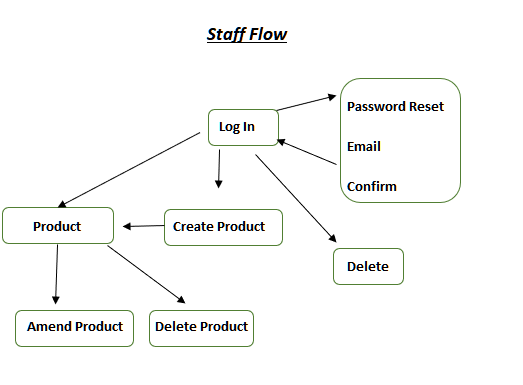 Staff Flow
Log In
Password Reset
Email
Confirm
Product
Create Product
Delete
Amend Product
Delete Product